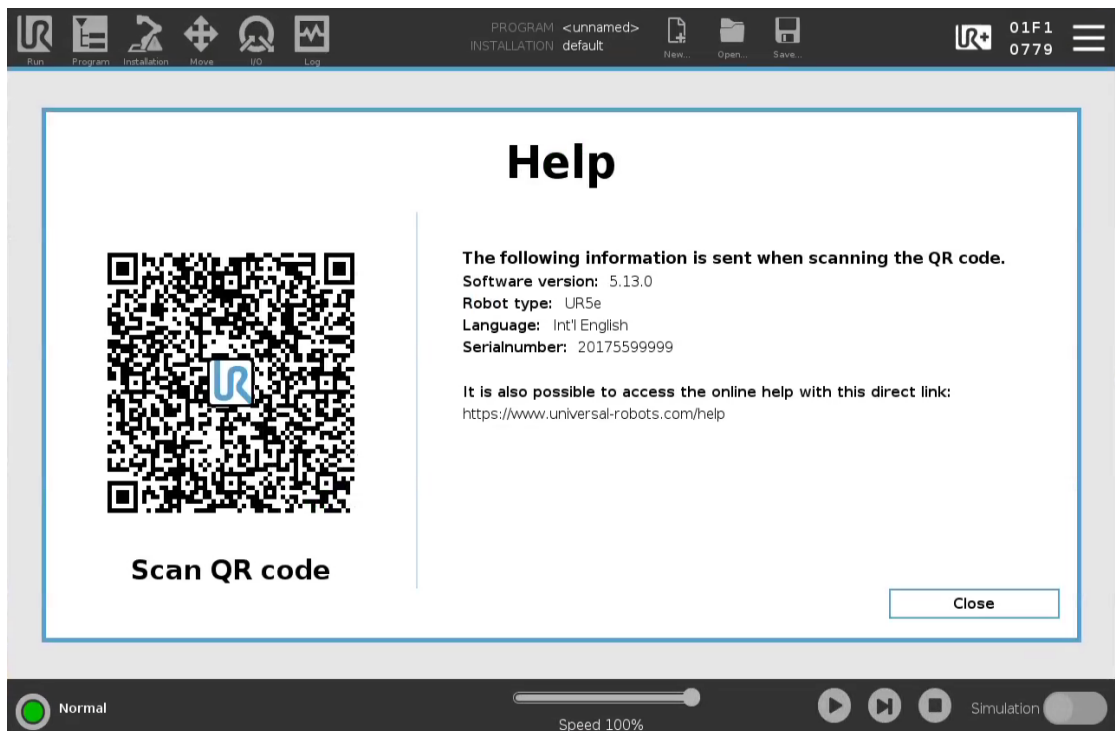 Run Program Installation Move I/O Log
PROGRAM <unnamed>
INSTALLATION default
New... Open... Save...
UR+
01F1
0779
Help
The following information is sent when scanning the QR code.
Software version: 5.13.0
Robot type: UR5e
Language: Int'l English
Serialnumber: 20175599999
It is also possible to access the online help with this direct link:
https://www.universal-robots.com/help
UR
Scan QR code
Close
Normal
Speed 100%
Simulation